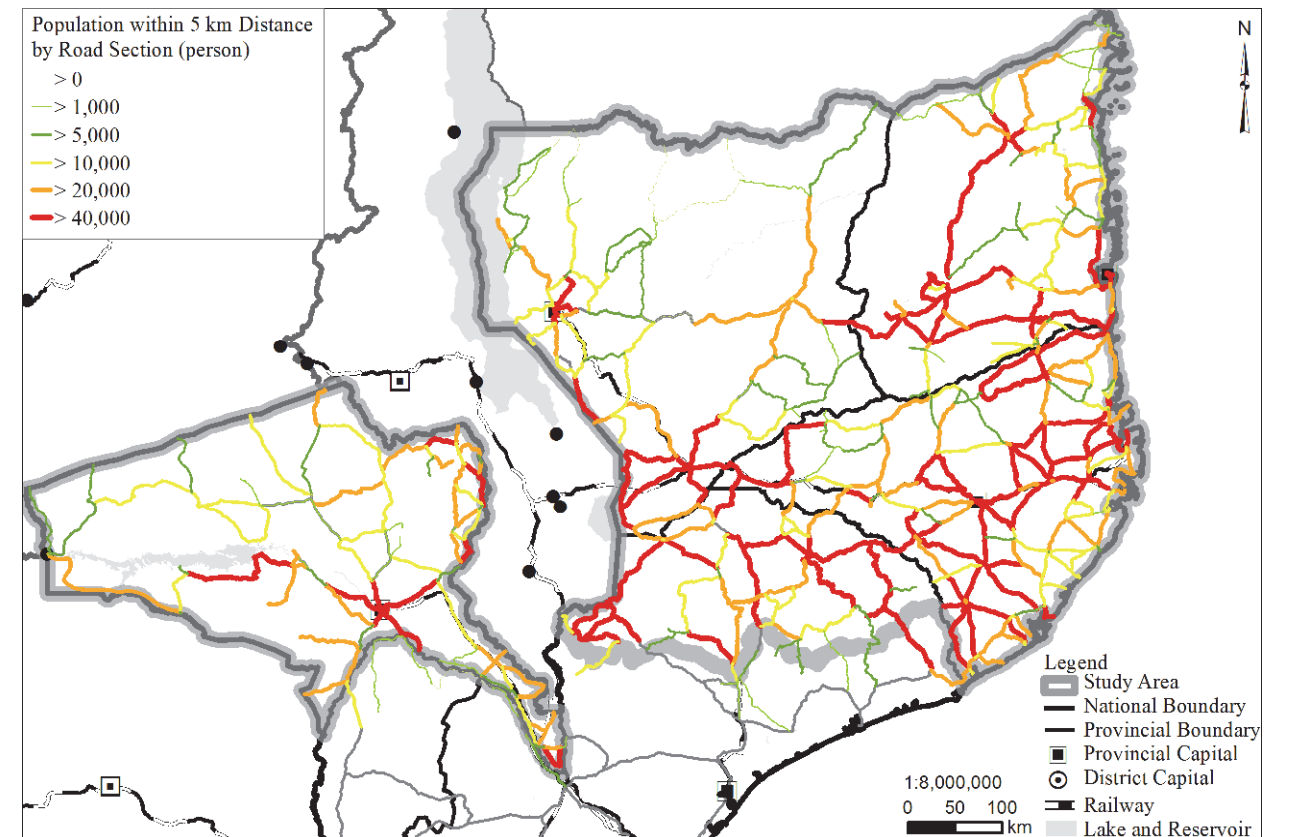 Population within 5 km Distance
by Road Section (person)
> 0
> 1,000
> 5,000
> 10,000
> 20,000
> 40,000
N
Legend
Study Area
National Boundary
Provincial Boundary
Provincial Capital
District Capital
Railway
Lake and Reservoir
1:8,000,000
0 50 100
km